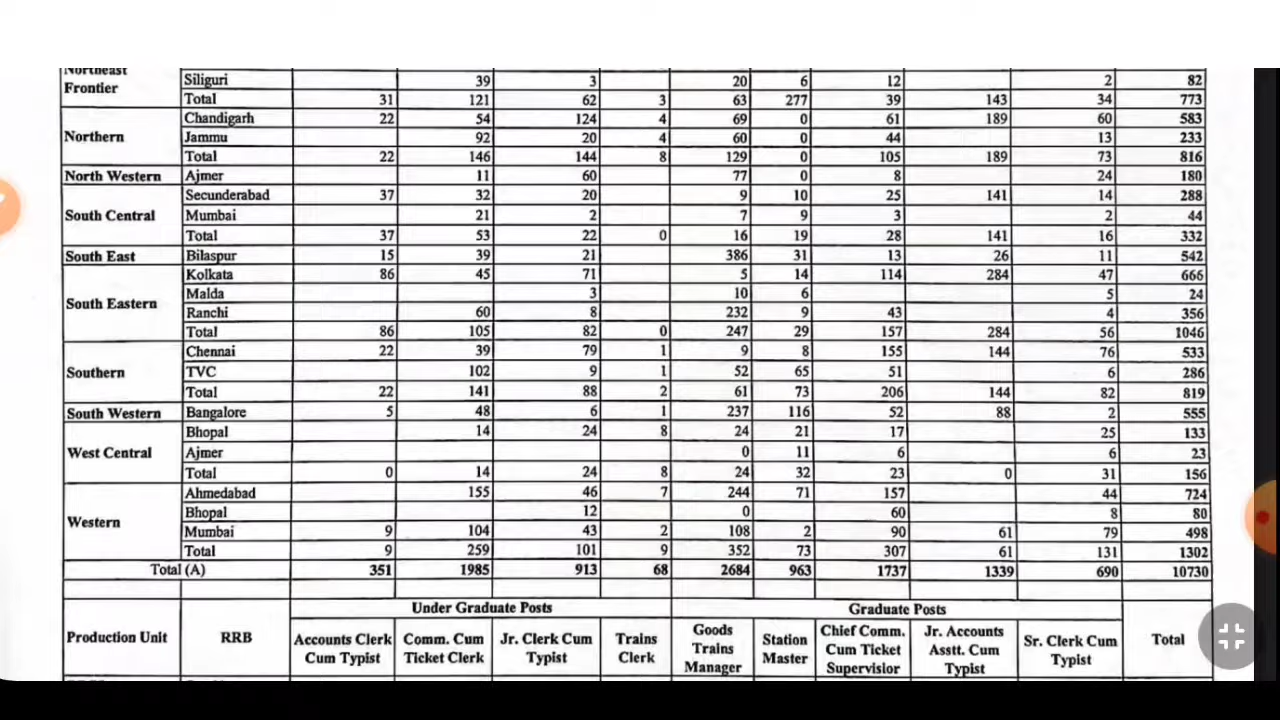 Northeast Frontier
Siliguri 39 3 20 6 12 2 82
Total 31 121 62 3 63 277 39 143 34 773
Northern
Chandigarh 22 54 124 4 69 0 61 189 60 583
Jammu 92 20 4 60 0 44 13 233
Total 22 146 144 8 129 0 105 189 73 816
North Western Ajmer 11 60 77 0 8 24 180
South Central
Secunderabad 37 32 20 9 10 25 141 14 288
Mumbai 21 2 7 9 3 2 44
Total 37 53 22 0 16 19 28 141 16 332
South East Bilaspur 15 39 21 386 31 13 26 11 542
South Eastern
Kolkata 86 45 71 5 14 114 284 47 666
Malda 3 10 6 5 24
Ranchi 60 8 232 9 43 4 356
Total 86 105 82 0 247 29 157 284 56 1046
Southern
Chennai 22 39 79 1 9 8 155 144 76 533
TVC 102 9 1 52 65 51 6 286
Total 22 141 88 2 61 73 206 144 82 819
South Western Bangalore 5 48 6 1 237 116 52 88 2 555
West Central
Bhopal 14 24 8 24 21 17 25 133
Ajmer 0 11 6 6 23
Total 0 14 24 8 24 32 23 0 31 156
Western
Ahmedabad 155 46 7 244 71 157 44 724
Bhopal 12 0 60 8 80
Mumbai 9 104 43 2 108 2 90 61 79 498
Total 9 259 101 9 352 73 307 61 131 1302
Total (A) 351 1985 913 68 2684 963 1737 1339 690 10730
Under Graduate Posts Graduate Posts
Production Unit RRB Accounts Clerk Cum Typist Comm. Cum Ticket Clerk Jr. Clerk Cum Typist Trains Clerk Goods Trains Manager Station Master Chief Comm. Cum Ticket Supervisior Jr. Accounts Asstt. Cum Typist Sr. Clerk Cum Typist Total